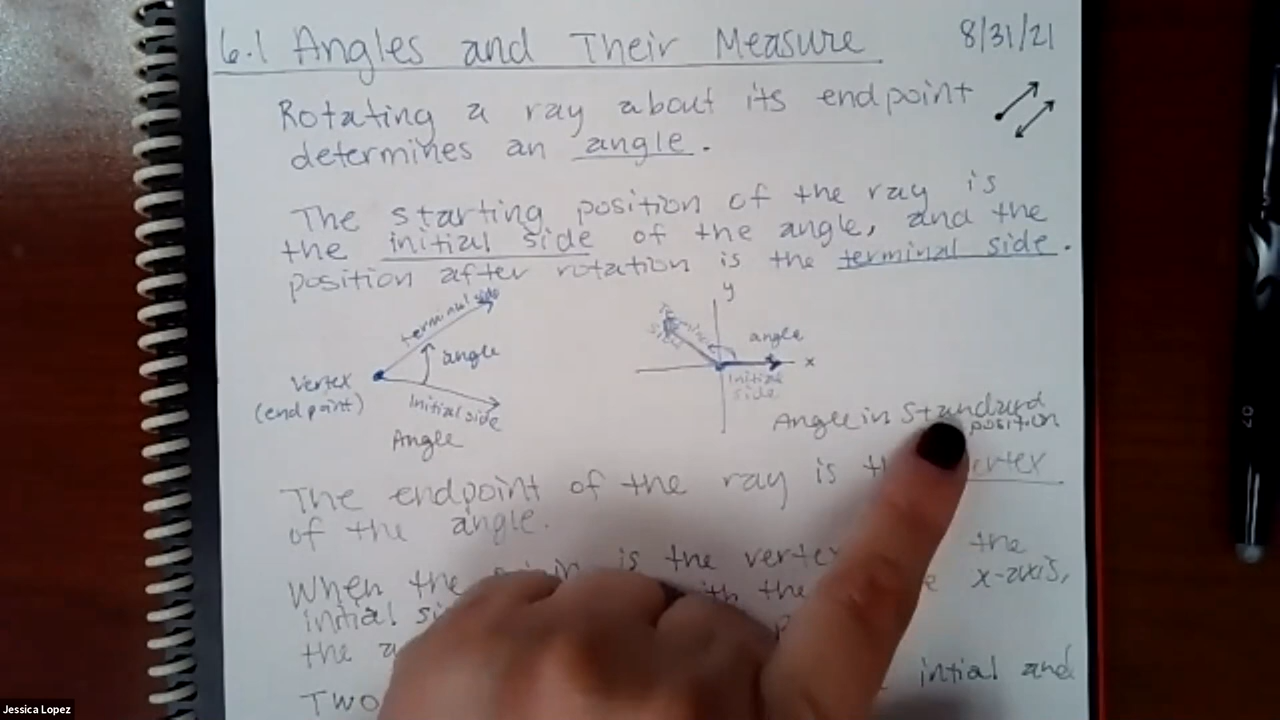 6.1 Angles and Their Measure 8/31/21
Rotating a ray about its endpoint
determines an angle.
The starting position of the ray is
the initial side of the angle, and the
position after rotation is the terminal side.
terminal side
angle
Vertex
(endpoint)
Initial side
Angle
y
angle
x
Initial
side
Angle in standard
position
The endpoint of the ray is
of the angle.
When the is the the
initial the x-axis,
the
Two intial and
Jessica Lopez